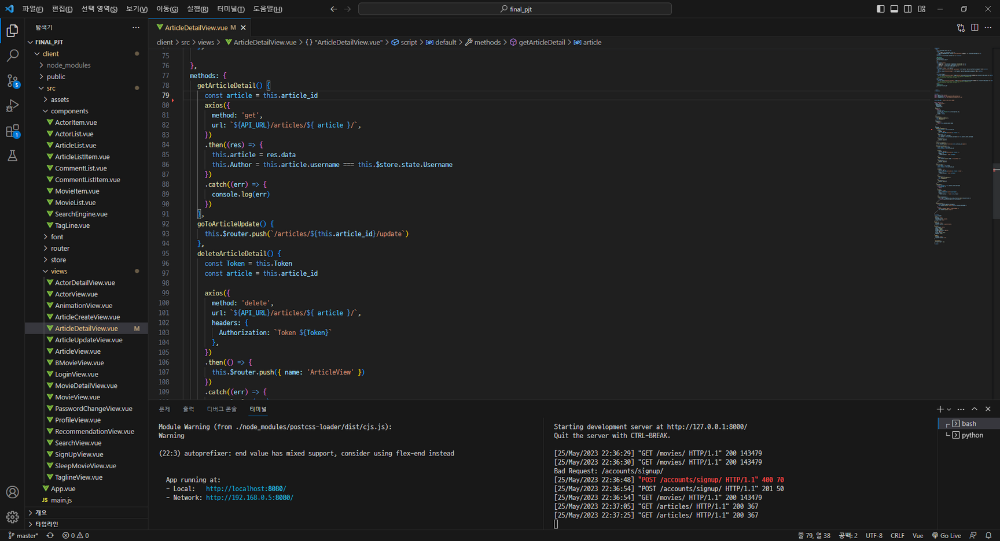 파일(F) 편집(E) 선택 영역(S) 보기(V) 이동(G) 실행(R) 터미널(T) 도움말(H)
final_pjt
탐색기
FINAL_PJT
client
node_modules
public
src
assets
components
ActorItem.vue
ActorList.vue
ArticleList.vue
ArticleListItem.vue
CommentList.vue
CommentListItem.vue
MovieItem.vue
MovieList.vue
SearchEngine.vue
TagLine.vue
font
router
store
views
ActorDetailView.vue
ActorView.vue
AnimationView.vue
ArticleCreateView.vue
ArticleDetailView.vue M
ArticleUpdateView.vue
ArticleView.vue
BMovieView.vue
LoginView.vue
MovieDetailView.vue
MovieView.vue
PasswordChangeView.vue
ProfileView.vue
RecommendationView.vue
SearchView.vue
SignUpView.vue
SleepMovieView.vue
TaglineView.vue
App.vue
JS main.js
개요
타임라인
5
1
ArticleDetailView.vue M
client > src > views > ArticleDetailView.vue > {} "ArticleDetailView.vue" > script > default > methods > getArticleDetail > article
75
76 },
77 methods: {
78 getArticleDetail() {
79 const article = this.article_id
80 axios({
81 method: 'get',
82 url: `${API_URL}/articles/${ article }/`,
83 })
84 .then((res) => {
85 this.article = res.data
86 this.Author = this.article.username === this.$store.state.Username
87 })
88 .catch((err) => {
89 console.log(err)
90 })
91 },
92 goToArticleUpdate() {
93 this.$router.push(`/articles/${this.article_id}/update`)
94 },
95 deleteArticleDetail() {
96 const Token = this.Token
97 const article = this.article_id
98
99 axios({
100 method: 'delete',
101 url: `${API_URL}/articles/${ article }/`,
102 headers: {
103 Authorization: `Token ${Token}`
104 },
105 })
106 .then(() => {
107 this.$router.push({ name: 'ArticleView' })
108 })
109 .catch((err) => {
문제 출력 디버그 콘솔 터미널
Module Warning (from ./node_modules/postcss-loader/dist/cjs.js):
Warning
(22:3) autoprefixer: end value has mixed support, consider using flex-end instead
App running at:
- Local: http://localhost:8080/
- Network: http://192.168.0.5:8080/
Starting development server at http://127.0.0.1:8000/
Quit the server with CTRL-BREAK.
[25/May/2023 22:36:29] "GET /movies/ HTTP/1.1" 200 143479
[25/May/2023 22:36:30] "GET /movies/ HTTP/1.1" 200 143479
Bad Request: /accounts/signup/
[25/May/2023 22:36:48] "POST /accounts/signup/ HTTP/1.1" 400 70
[25/May/2023 22:36:54] "POST /accounts/signup/ HTTP/1.1" 201 50
[25/May/2023 22:36:54] "GET /movies/ HTTP/1.1" 200 143479
[25/May/2023 22:37:05] "GET /articles/ HTTP/1.1" 200 367
[25/May/2023 22:37:25] "GET /articles/ HTTP/1.1" 200 367
bash
python
master* 0 0
줄 79, 열 38 공백: 2 UTF-8 CRLF Vue Go Live